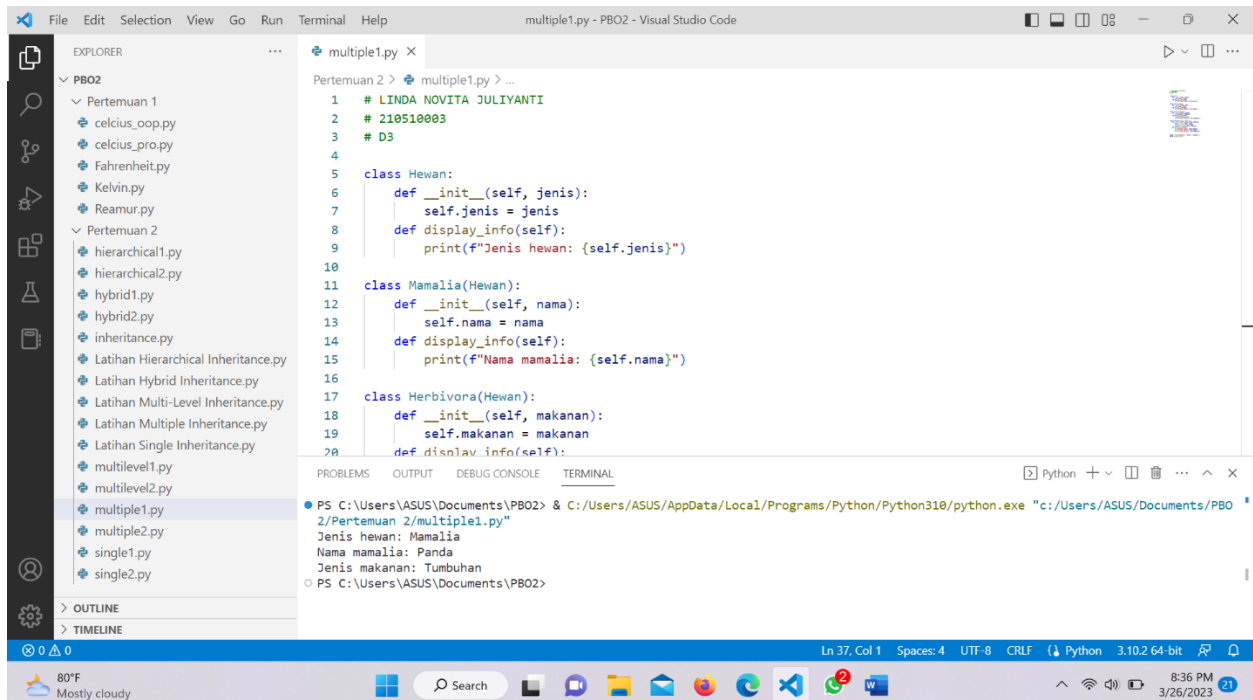 File Edit Selection View Go Run Terminal Help
multiple1.py - PBO2 - Visual Studio Code
EXPLORER
PBO2
Pertemuan 1
celcius_oop.py
celcius_pro.py
Fahrenheit.py
Kelvin.py
Reamur.py
Pertemuan 2
hierarchical1.py
hierarchical2.py
hybrid1.py
hybrid2.py
inheritance.py
Latihan Hierarchical Inheritance.py
Latihan Hybrid Inheritance.py
Latihan Multi-Level Inheritance.py
Latihan Multiple Inheritance.py
Latihan Single Inheritance.py
multilevel1.py
multilevel2.py
multiple1.py
multiple2.py
single1.py
single2.py
OUTLINE
TIMELINE
multiple1.py
Pertemuan 2 > multiple1.py > ...
1 # LINDA NOVITA JULIYANTI
2 # 210510003
3 # D3
4
5 class Hewan:
6 def __init__(self, jenis):
7 self.jenis = jenis
8 def display_info(self):
9 print(f"Jenis hewan: {self.jenis}")
10
11 class Mamalia(Hewan):
12 def __init__(self, nama):
13 self.nama = nama
14 def display_info(self):
15 print(f"Nama mamalia: {self.nama}")
16
17 class Herbivora(Hewan):
18 def __init__(self, makanan):
19 self.makanan = makanan
20 def display_info(self):
PROBLEMS OUTPUT DEBUG CONSOLE TERMINAL
Python
PS C:\Users\ASUS\Documents\PBO2> & C:/Users/ASUS/AppData/Local/Programs/Python/Python310/python.exe "c:/Users/ASUS/Documents/PBO
2/Pertemuan 2/multiple1.py"
Jenis hewan: Mamalia
Nama mamalia: Panda
Jenis makanan: Tumbuhan
PS C:\Users\ASUS\Documents\PBO2>
0 0 Ln 37, Col 1 Spaces: 4 UTF-8 CRLF Python 3.10.2 64-bit
80°F
Mostly cloudy
Search
2
8:36 PM
3/26/2023
21